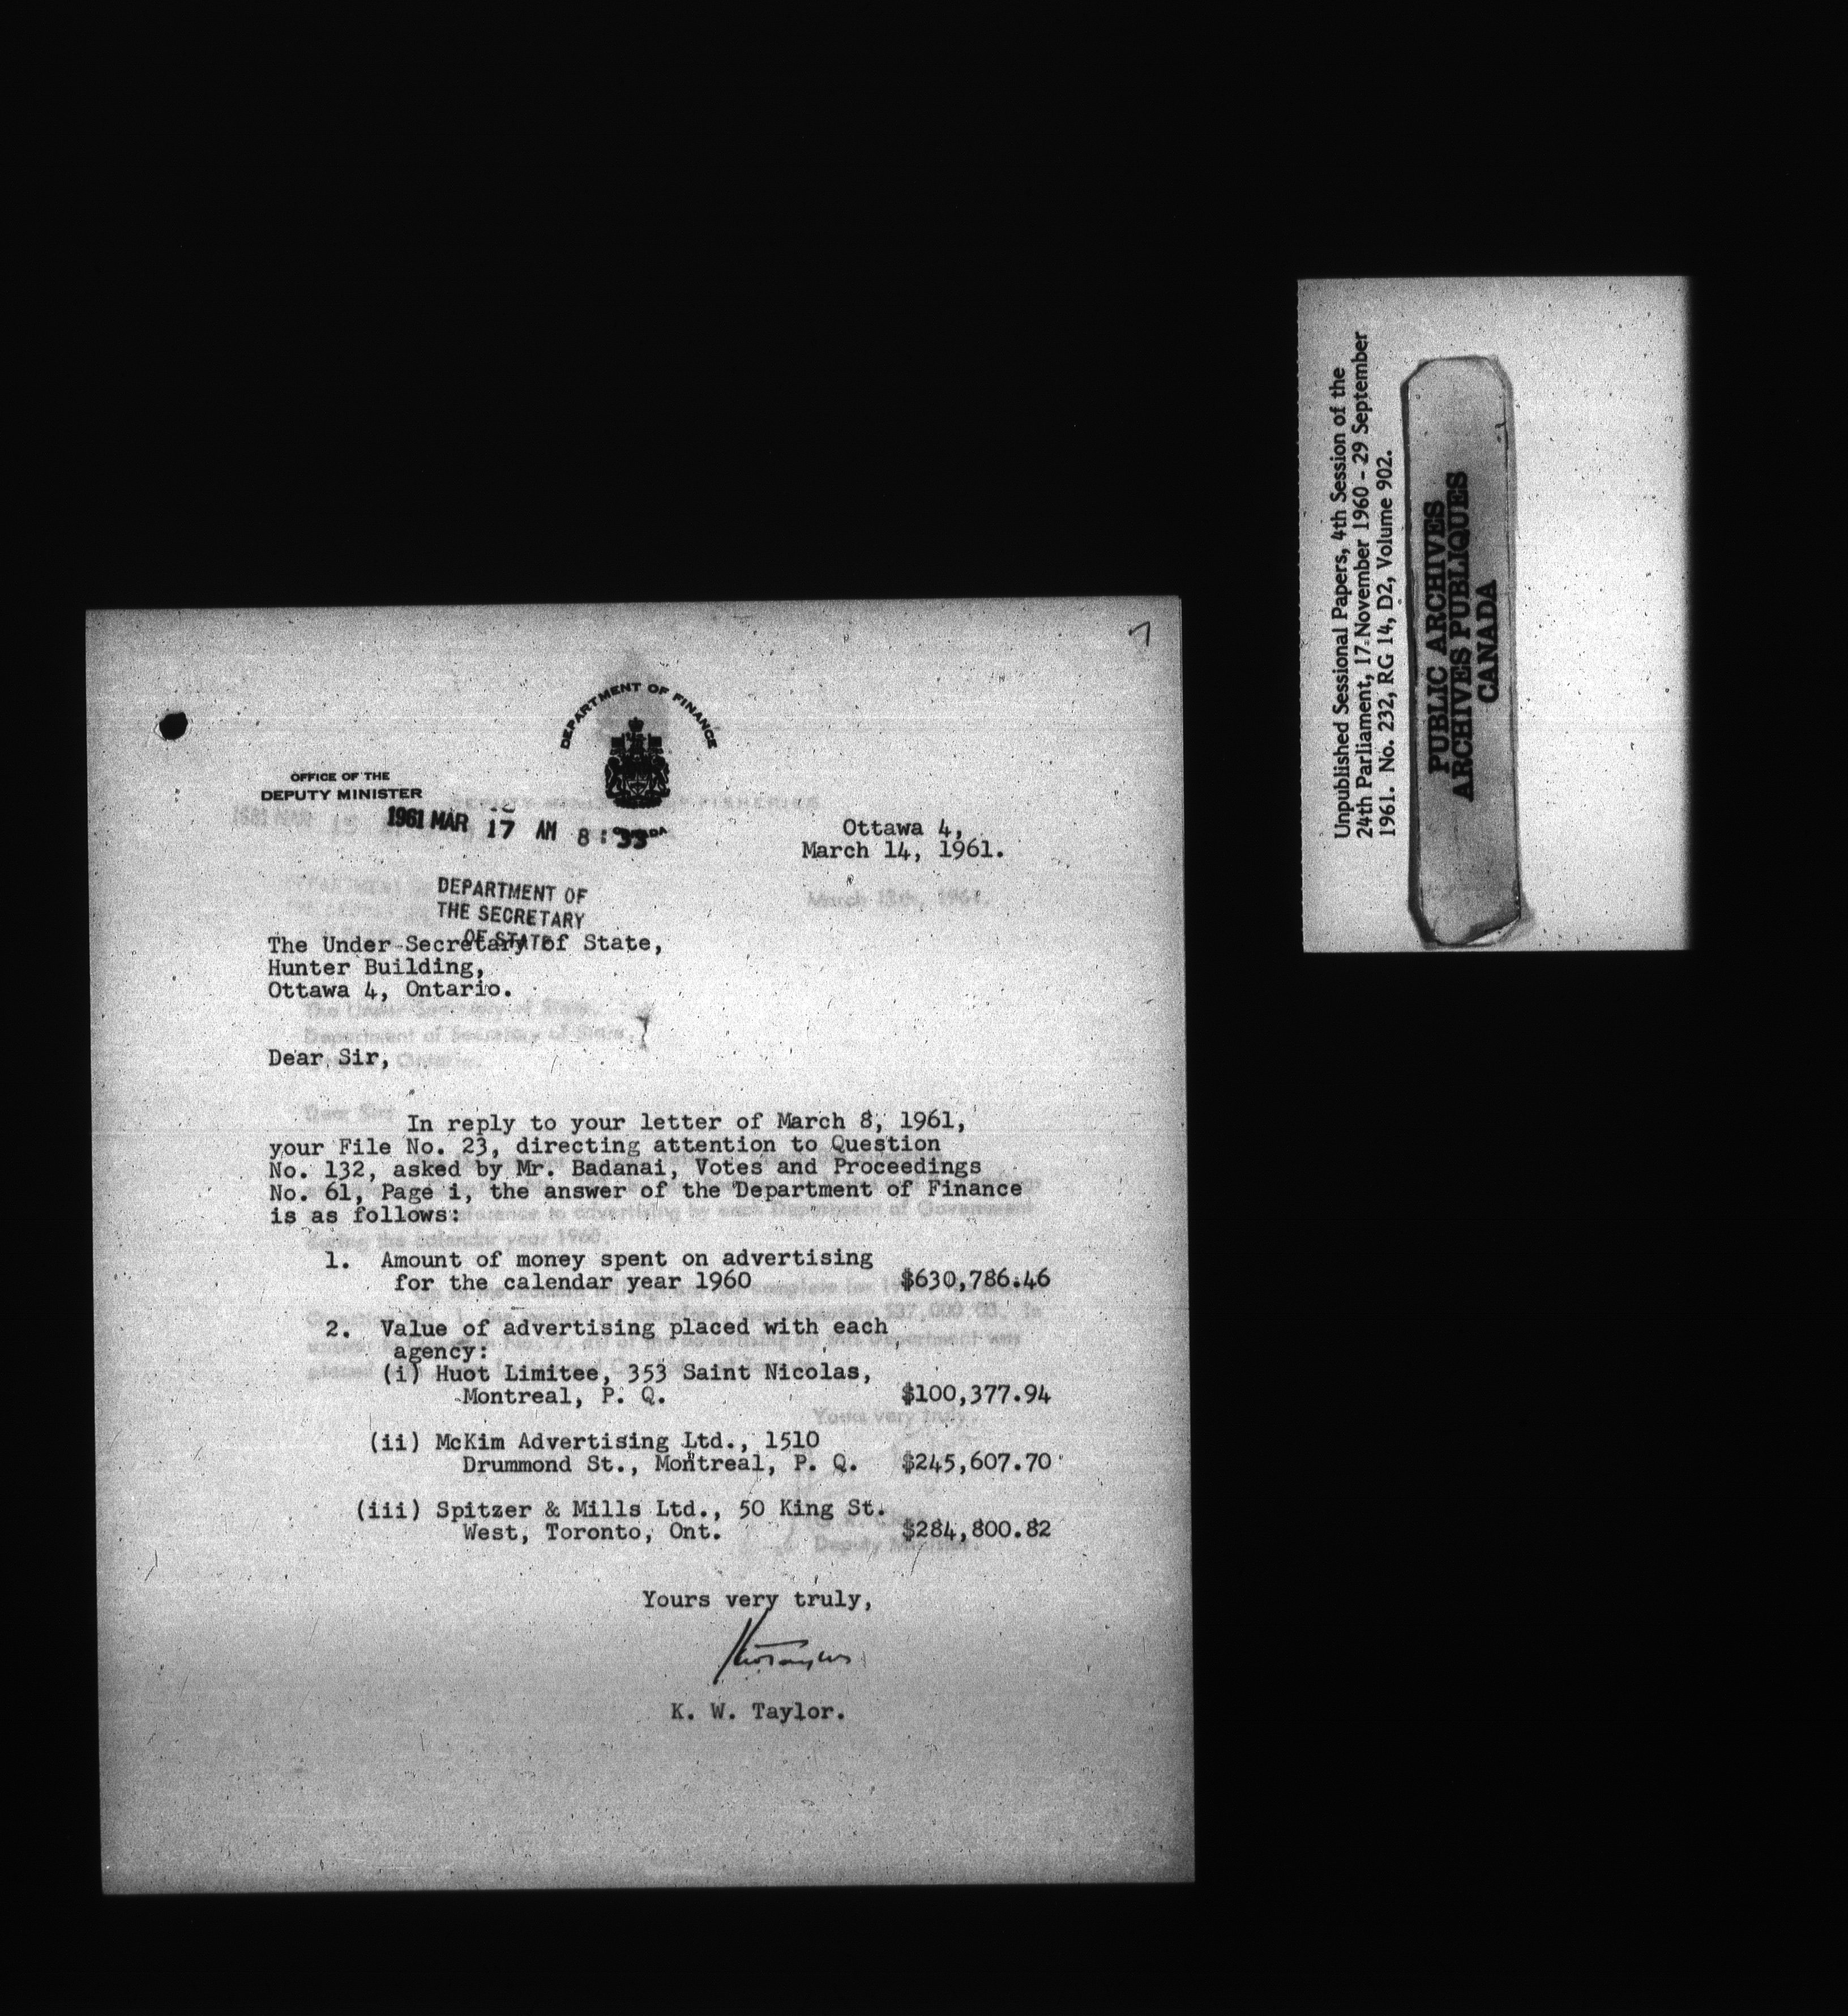 DEPARTMENT OF FINANCE
OFFICE OF THE
DEPUTY MINISTER
1961 MAR 17 AM 8:
Ottawa 4,
March 14, 1961.
DEPARTMENT OF
THE SECRETARY
OF STATE
The Under-Secretary of State,
Hunter Building,
Ottawa 4, Ontario.
Dear Sir,
In reply to your letter of March 8, 1961,
your File No. 23, directing attention to Question
No. 132, asked by Mr. Badanai, Votes and Proceedings
No. 61, Page i, the answer of the Department of Finance
is as follows:
1. Amount of money spent on advertising
for the calendar year 1960 $630,786.46
2. Value of advertising placed with each
agency:
(i) Huot Limitee, 353 Saint Nicolas,
Montreal, P. Q. $100,377.94
(ii) McKim Advertising Ltd., 1510
Drummond St., Montreal, P. Q. $245,607.70
(iii) Spitzer & Mills Ltd., 50 King St.
West, Toronto, Ont. $284,800.82
Yours very truly,
K. W. Taylor.
Unpublished Sessional Papers, 4th Session of the
24th Parliament, 17 November 1960 - 29 September
1961. No. 232, RG 14, D2, Volume 902.
PUBLIC ARCHIVES
ARCHIVES PUBLIQUES
CANADA